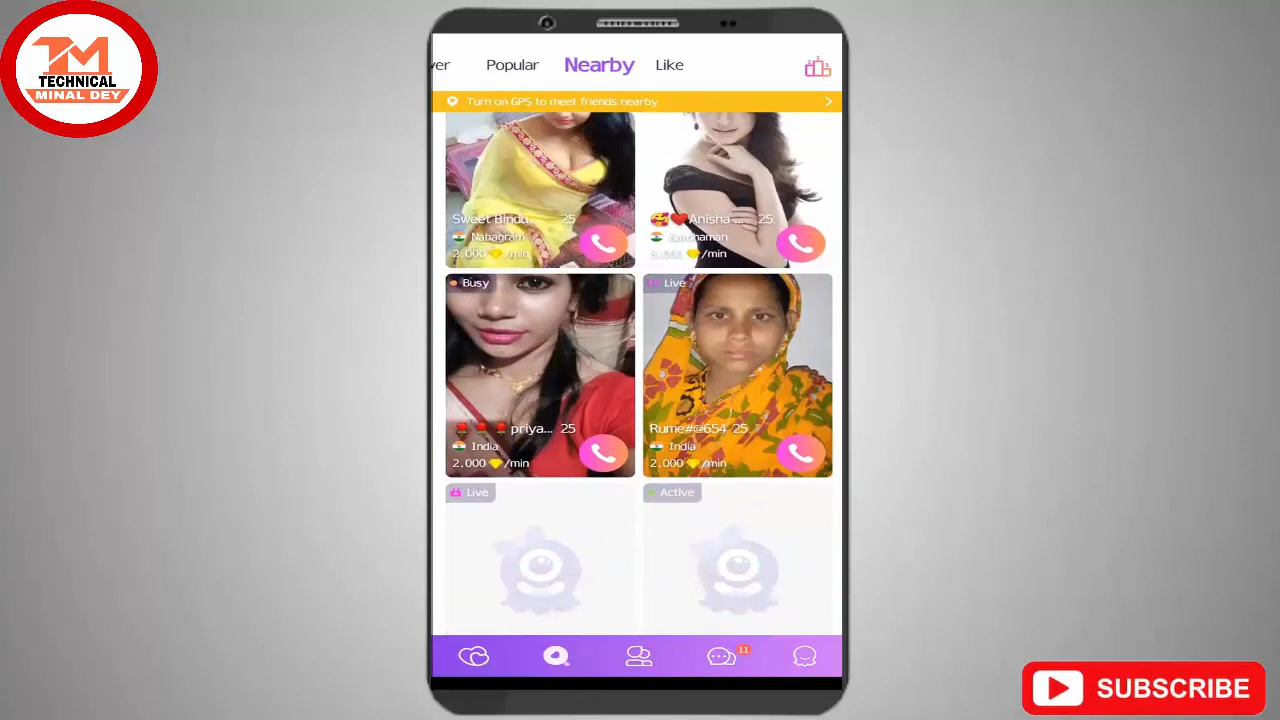 TM
TECHNICAL
MINAL DEY
ver Popular Nearby Like
Turn on GPS to meet friends nearby
Sweet Bindu... 25
Nabagram
2,000 /min
🥰❤️Anisha ... 25
Bardhaman
/min
Busy
🌹🌹🌹priya... 25
India
2,000 /min
Live
Rume#@654 25
India
2,000 /min
Live
Active
11
SUBSCRIBE